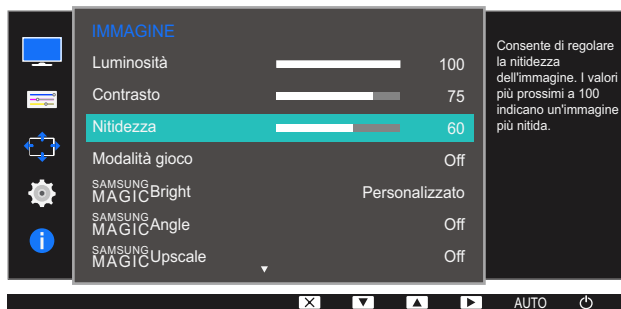 IMMAGINE
Luminosità 100
Contrasto 75
Nitidezza 60
Modalità gioco Off
SAMSUNG MAGIC Bright Personalizzato
SAMSUNG MAGIC Angle Off
SAMSUNG MAGIC Upscale Off
Consente di regolare
la nitidezza
dell'immagine. I valori
più prossimi a 100
indicano un'immagine
più nitida.
AUTO